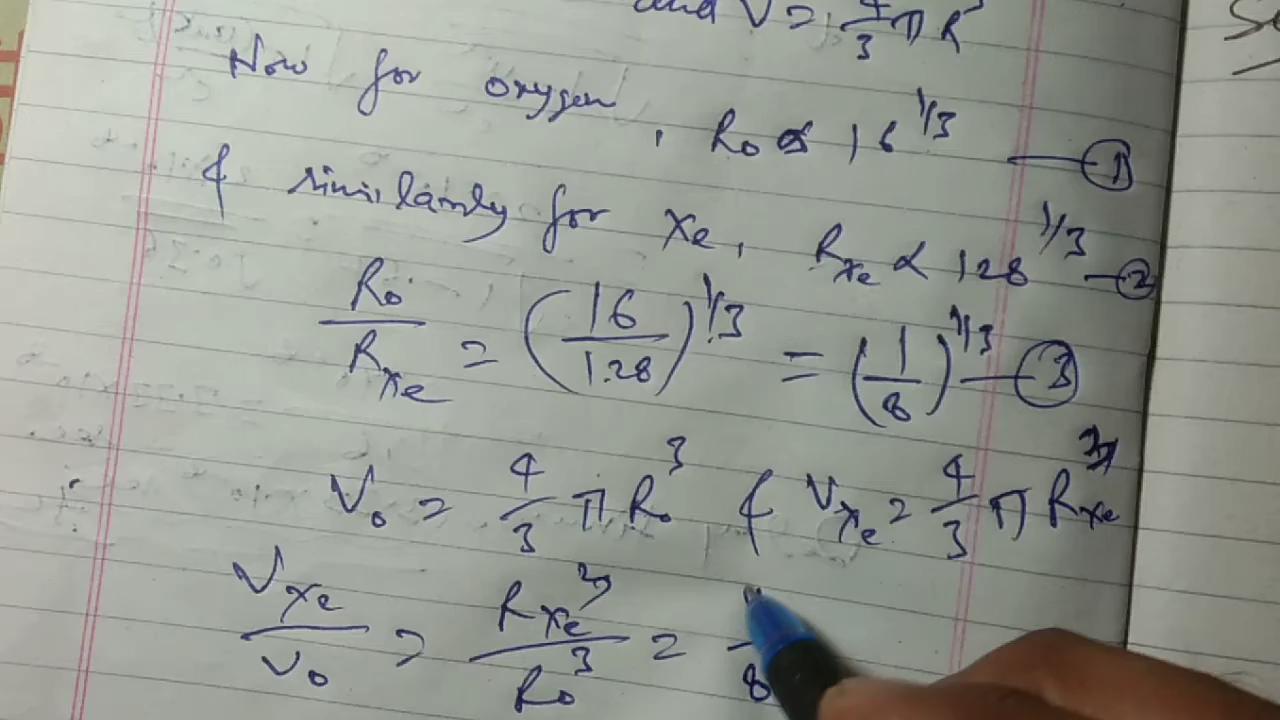 and V = 4/3 π R³
Now for oxygen, R₀ ∝ 16^1/3 — ①
& similarly for Xe, R_Xe ∝ 128^1/3 — ②
R₀/R_Xe = (16/128)^1/3 = (1/8)^1/3 — ③
V₀ = 4/3 π R₀³ & V_Xe = 4/3 π R_Xe³
V_Xe/V₀ = R_Xe³/R₀³ = /8